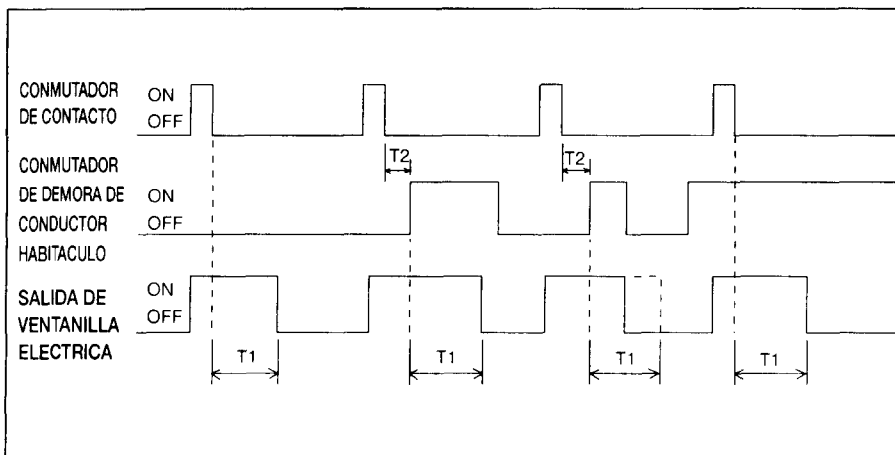 CONMUTADOR
DE CONTACTO
ON
OFF
T2
T2
CONMUTADOR
DE DEMORA DE
CONDUCTOR
HABITACULO
ON
OFF
SALIDA DE
VENTANILLA
ELECTRICA
ON
OFF
T1
T1
T1
T1